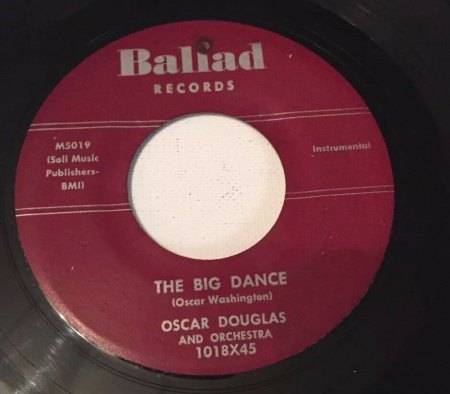 Ballad
RECORDS
M5019
(Soll Music
Publishers-
BMI)
Instrumental
THE BIG DANCE
(Oscar Washington)
OSCAR DOUGLAS
AND ORCHESTRA
1018X45